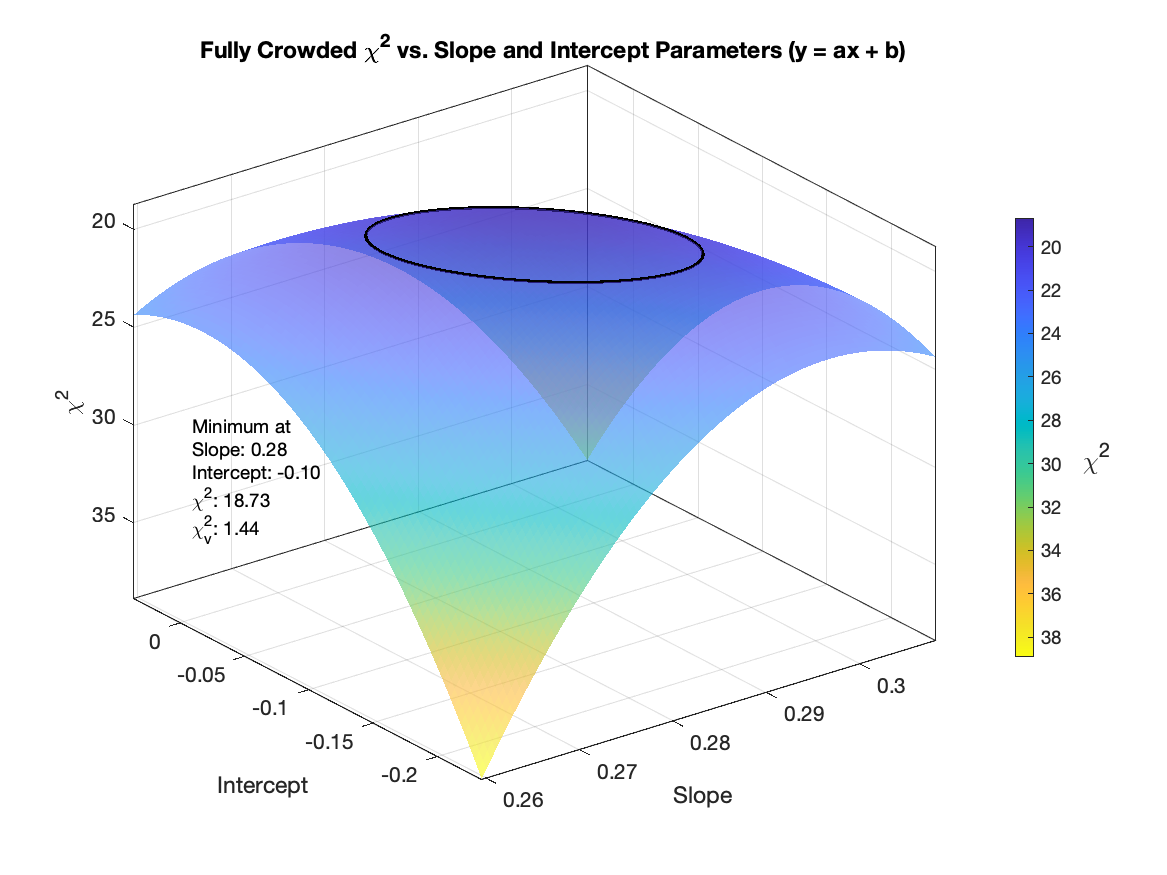 Fully Crowded χ² vs. Slope and Intercept Parameters (y = ax + b)
20
25
30
35
χ²
Minimum at
Slope: 0.28
Intercept: -0.10
χ²: 18.73
χ²ᵥ: 1.44
0
-0.05
-0.1
-0.15
-0.2
Intercept
0.26
0.27
0.28
0.29
0.3
Slope
20
22
24
26
28
30
32
34
36
38
χ²